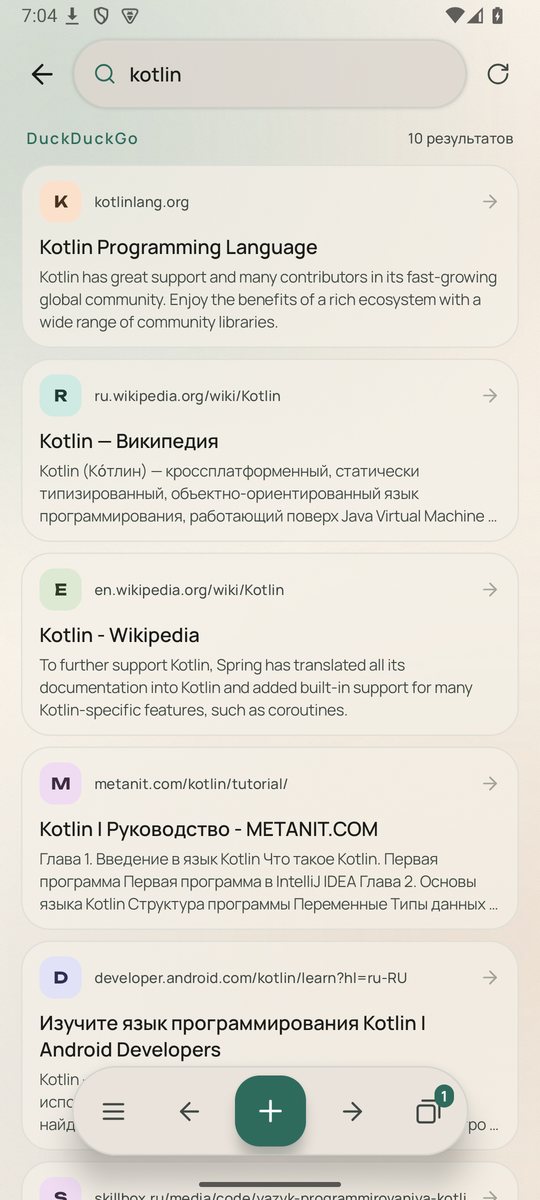 7:04
kotlin
DuckDuckGo
10 результатов
K
kotlinlang.org
Kotlin Programming Language
Kotlin has great support and many contributors in its fast-growing
global community. Enjoy the benefits of a rich ecosystem with a
wide range of community libraries.
R
ru.wikipedia.org/wiki/Kotlin
Kotlin — Википедия
Kotlin (Ко́тлин) — кроссплатформенный, статически
типизированный, объектно-ориентированный язык
программирования, работающий поверх Java Virtual Machine ...
E
en.wikipedia.org/wiki/Kotlin
Kotlin - Wikipedia
To further support Kotlin, Spring has translated all its
documentation into Kotlin and added built-in support for many
Kotlin-specific features, such as coroutines.
M
metanit.com/kotlin/tutorial/
Kotlin | Руководство - METANIT.COM
Глава 1. Введение в язык Kotlin Что такое Kotlin. Первая
программа Первая программа в IntelliJ IDEA Глава 2. Основы
языка Kotlin Структура программы Переменные Типы данных ...
D
developer.android.com/kotlin/learn?hl=ru-RU
Изучите язык программирования Kotlin |
Android Developers
Kotlin
1
S
skillbox.ru/media/code/yazyk-programmirovaniya-kotli